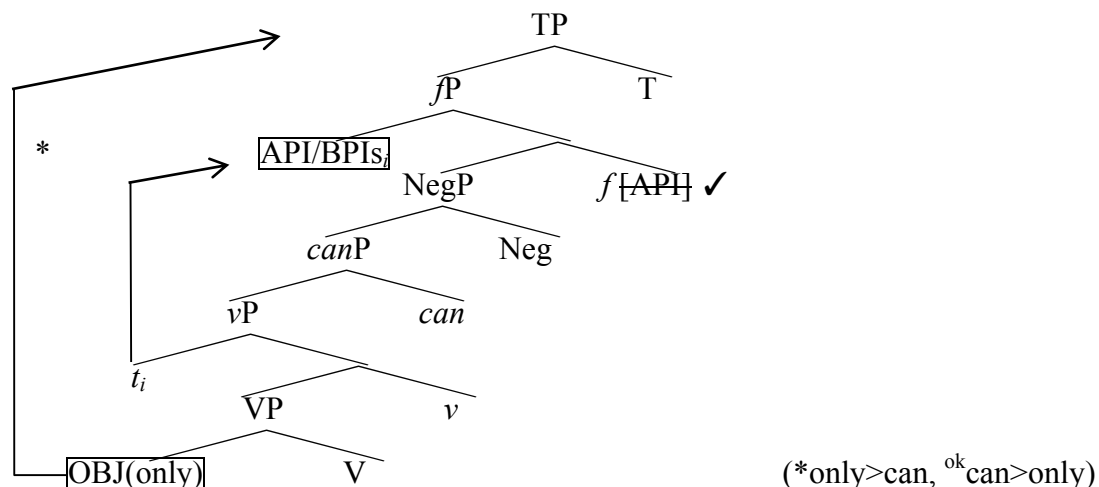 TP
fP T
*
API/BPIsᵢ
NegP f [API] ✓
canP Neg
vP can
tᵢ
VP v
OBJ(only) V (*only>can, ᵒᵏcan>only)